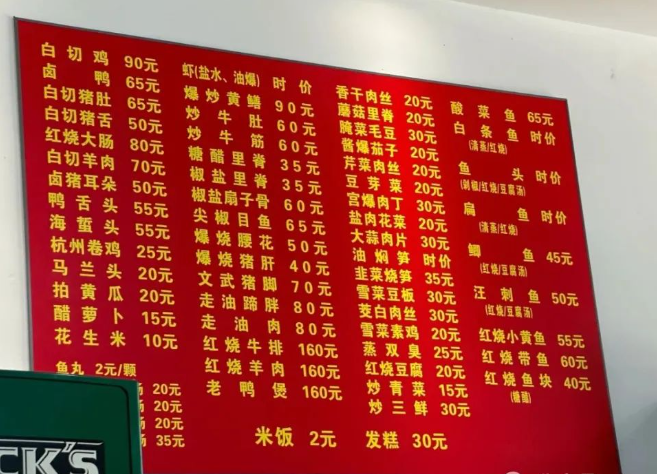 白切鸡 90元
卤鸭 65元
白切猪肚 65元
白切猪舌 50元
红烧大肠 80元
白切羊肉 70元
卤猪耳朵 50元
鸭舌头 55元
海蜇头 55元
杭州卷鸡 25元
马兰头 20元
拍黄瓜 20元
醋萝卜 15元
花生米 10元
鱼丸 2元/颗
20元
20元
20元
35元
虾(盐水、油爆) 时价
爆炒黄鳝 90元
炒牛肚 60元
炒牛筋 60元
糖醋里脊 35元
椒盐里脊 35元
椒盐扇子骨 60元
尖椒目鱼 65元
爆烧腰花 50元
爆烧猪肝 40元
文武猪脚 70元
走油蹄胖 80元
走油肉 80元
红烧牛排 160元
红烧羊肉 160元
老鸭煲 160元
香干肉丝 20元
蘑菇里脊 20元
腌菜毛豆 30元
酱爆茄子 20元
芹菜肉丝 20元
豆芽菜 20元
宫爆肉丁 30元
盐肉花菜 20元
大蒜肉片 30元
油焖笋 时价
韭菜烧笋 35元
雪菜豆板 30元
茭白肉丝 30元
雪菜素鸡 20元
蒸双臭 25元
红烧豆腐 20元
炒青菜 15元
炒三鲜 30元
酸菜鱼 65元
白条鱼 时价
(清蒸/红烧)
鱼头 时价
(剁椒/红烧/豆腐汤)
扁鱼 时价
(清蒸/红烧)
鲫鱼 45元
(红烧/豆腐汤)
汪刺鱼 50元
(红烧/豆腐汤)
红烧小黄鱼 55元
红烧带鱼 60元
红烧鱼块 40元
(糖醋)
米饭 2元 发糕 30元
CK'S